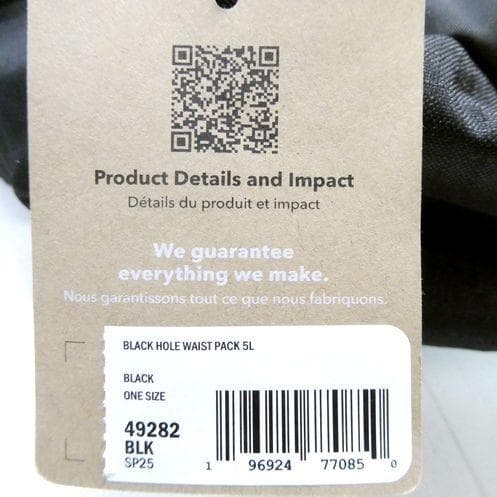 Product Details and Impact
Détails du produit et impact
We guarantee
everything we make.
Nous garantissons tout ce que nous fabriquons.
BLACK HOLE WAIST PACK 5L
BLACK
ONE SIZE
49282
BLK
SP25
1 96924 77085 0